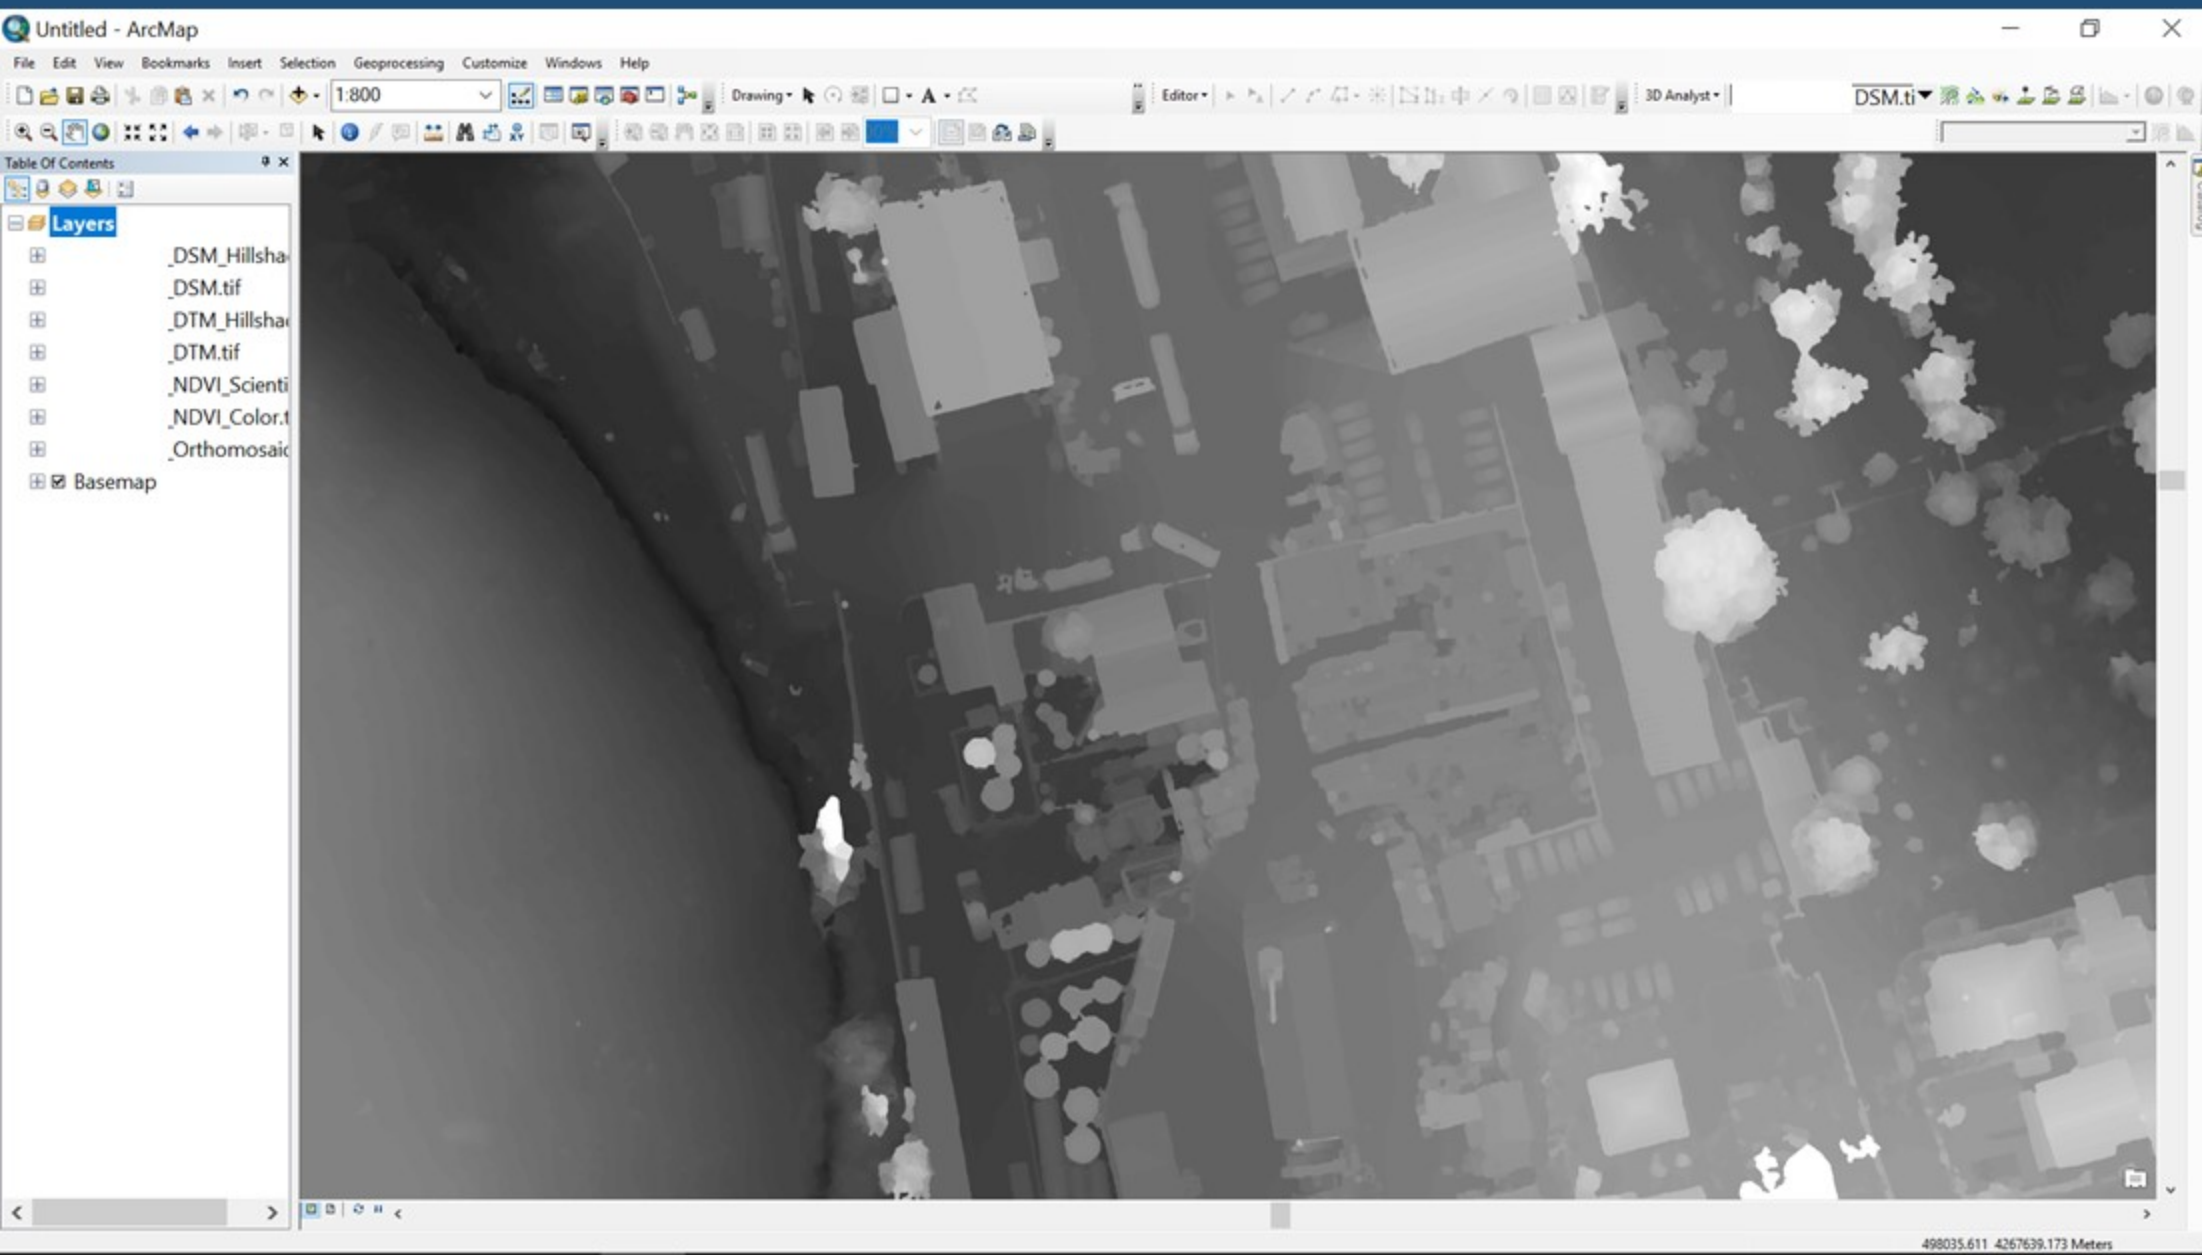 Untitled - ArcMap
File Edit View Bookmarks Insert Selection Geoprocessing Customize Windows Help
1:800 Drawing A Editor 3D Analyst DSM.ti
Table Of Contents
Layers
_DSM_Hillsha
_DSM.tif
_DTM_Hillsha
_DTM.tif
_NDVI_Scienti
_NDVI_Color.t
_Orthomosaic
Basemap
498035.611 4267639.173 Meters